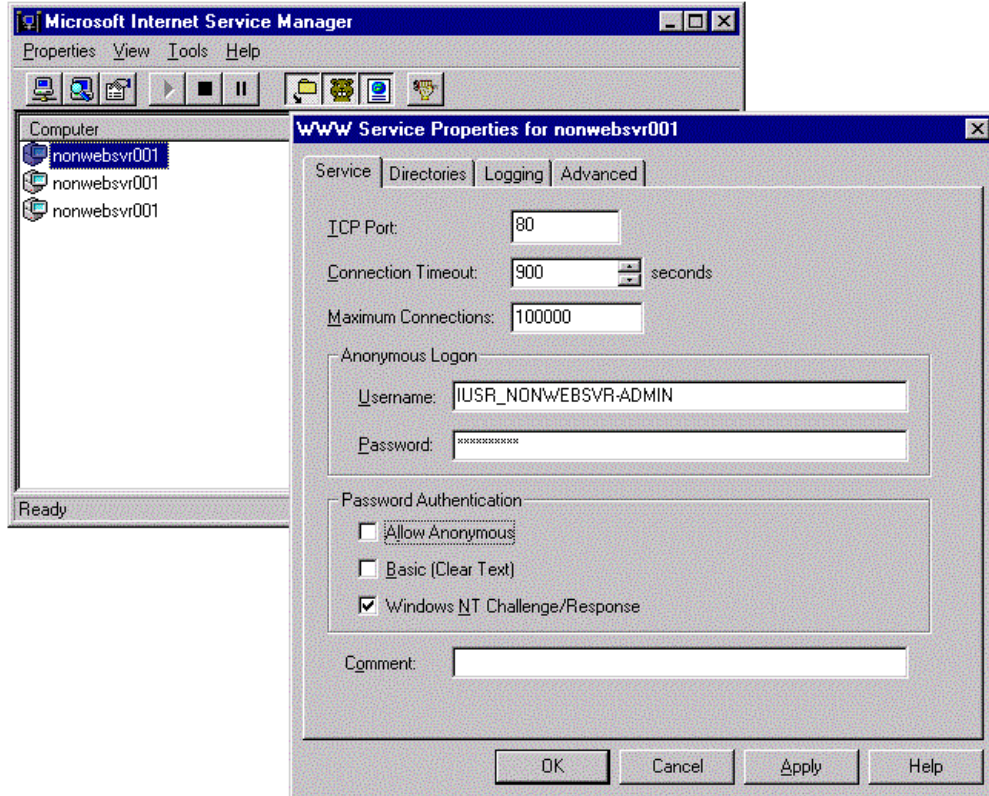 Microsoft Internet Service Manager
Properties View Tools Help
Computer
nonwebsvr001
nonwebsvr001
nonwebsvr001
Ready
WWW Service Properties for nonwebsvr001
Service Directories Logging Advanced
TCP Port: 80
Connection Timeout: 900 seconds
Maximum Connections: 100000
Anonymous Logon
Username: IUSR_NONWEBSVR-ADMIN
Password: **********
Password Authentication
Allow Anonymous
Basic (Clear Text)
Windows NT Challenge/Response
Comment:
OK Cancel Apply Help